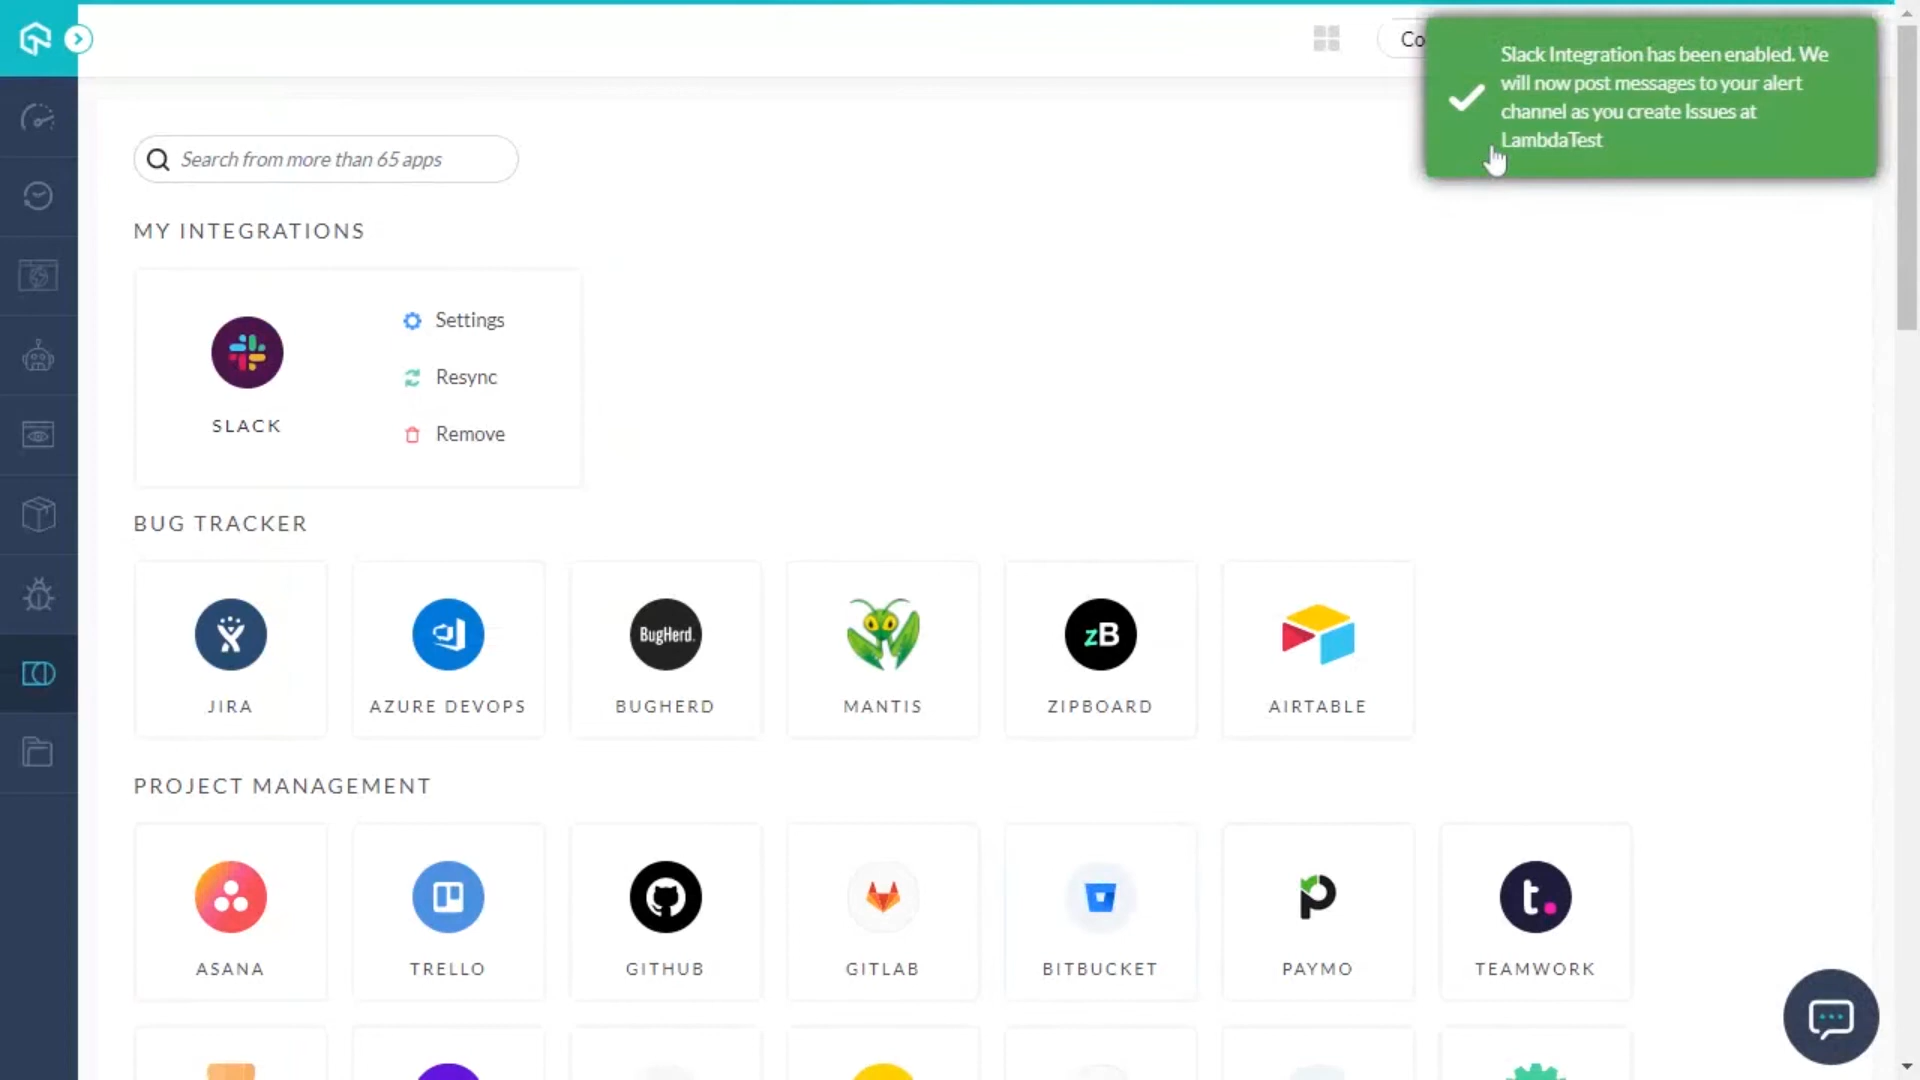 Co
Slack Integration has been enabled. We
will now post messages to your alert
channel as you create Issues at
LambdaTest
Search from more than 65 apps
MY INTEGRATIONS
SLACK
Settings
Resync
Remove
BUG TRACKER
JIRA
AZURE DEVOPS
BugHerd.
BUGHERD
MANTIS
zB
ZIPBOARD
AIRTABLE
PROJECT MANAGEMENT
ASANA
TRELLO
GITHUB
GITLAB
BITBUCKET
PAYMO
t.
TEAMWORK